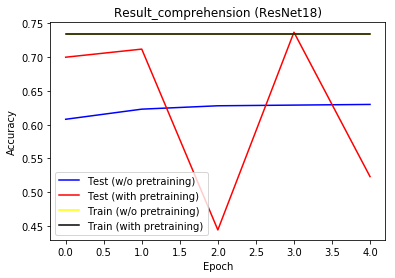 Result_comprehension (ResNet18)
0.75
0.70
0.65
0.60
0.55
0.50
0.45
Accuracy
Test (w/o pretraining)
Test (with pretraining)
Train (w/o pretraining)
Train (with pretraining)
0.0 0.5 1.0 1.5 2.0 2.5 3.0 3.5 4.0
Epoch